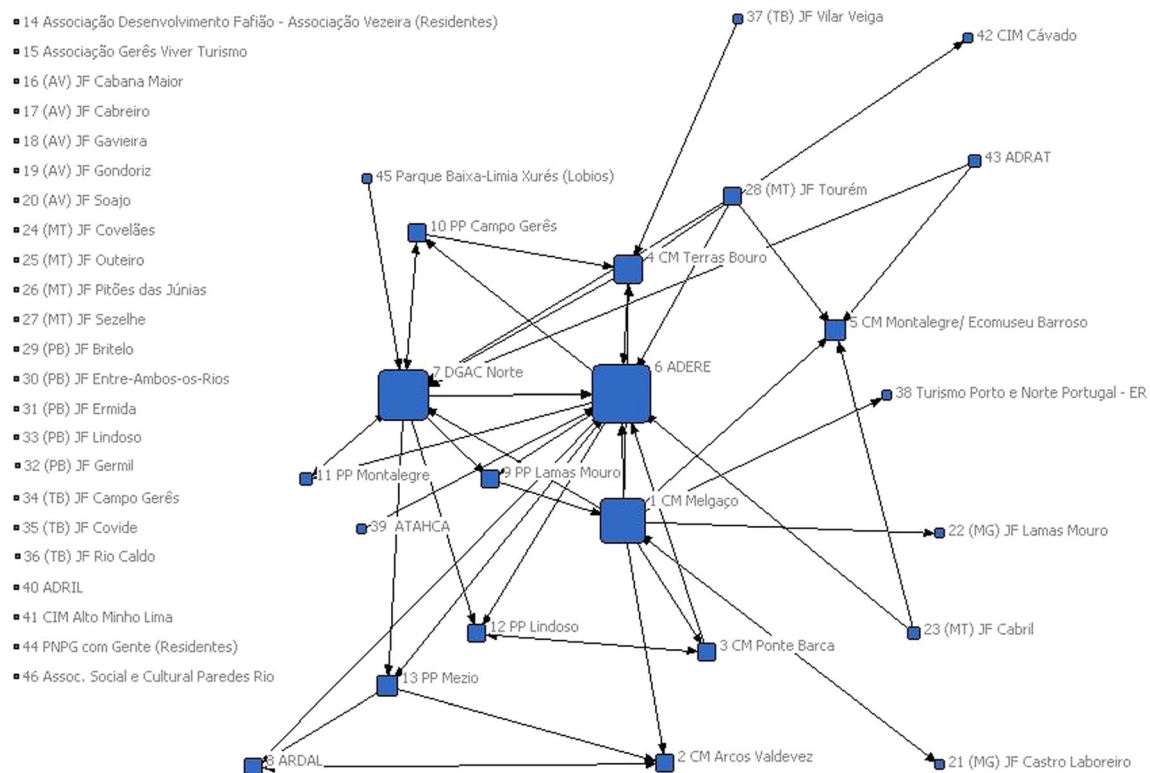 14 Associação Desenvolvimento Fafião - Associação Vezeira (Residentes)
15 Associação Gerês Viver Turismo
16 (AV) JF Cabana Maior
17 (AV) JF Cabreiro
18 (AV) JF Gavieira
19 (AV) JF Gondoriz
20 (AV) JF Soajo
24 (MT) JF Covelães
25 (MT) JF Outeiro
26 (MT) JF Pitões das Júnias
27 (MT) JF Sezelhe
29 (PB) JF Britelo
30 (PB) JF Entre-Ambos-os-Rios
31 (PB) JF Ermida
33 (PB) JF Lindoso
32 (PB) JF Germil
34 (TB) JF Campo Gerês
35 (TB) JF Covide
36 (TB) JF Rio Caldo
40 ADRIL
41 CIM Alto Minho Lima
44 PNPG com Gente (Residentes)
46 Assoc. Social e Cultural Paredes Rio
37 (TB) JF Vilar Veiga
42 CIM Cávado
43 ADRAT
45 Parque Baixa-Limia Xurés (Lobios)
28 (MT) JF Tourém
10 PP Campo Gerês
4 CM Terras Bouro
5 CM Montalegre/ Ecomuseu Barroso
7 DGAC Norte
6 ADERE
38 Turismo Porto e Norte Portugal - ER
11 PP Montalegre
9 PP Lamas Mouro
1 CM Melgaço
39 ATAHCA
22 (MG) JF Lamas Mouro
12 PP Lindoso
3 CM Ponte Barca
23 (MT) JF Cabril
13 PP Mezio
8 ARDAL
2 CM Arcos Valdevez
21 (MG) JF Castro Laboreiro